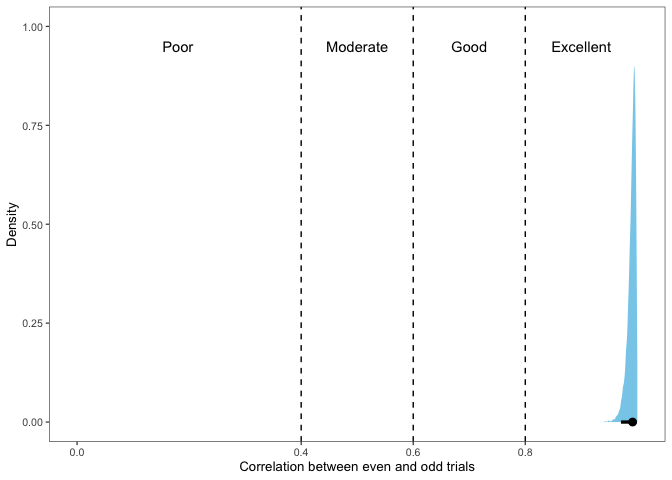 1.00
Poor
Moderate
Good
Excellent
0.75
Density
0.50
0.25
0.00
0.0
0.4
0.6
0.8
Correlation between even and odd trials